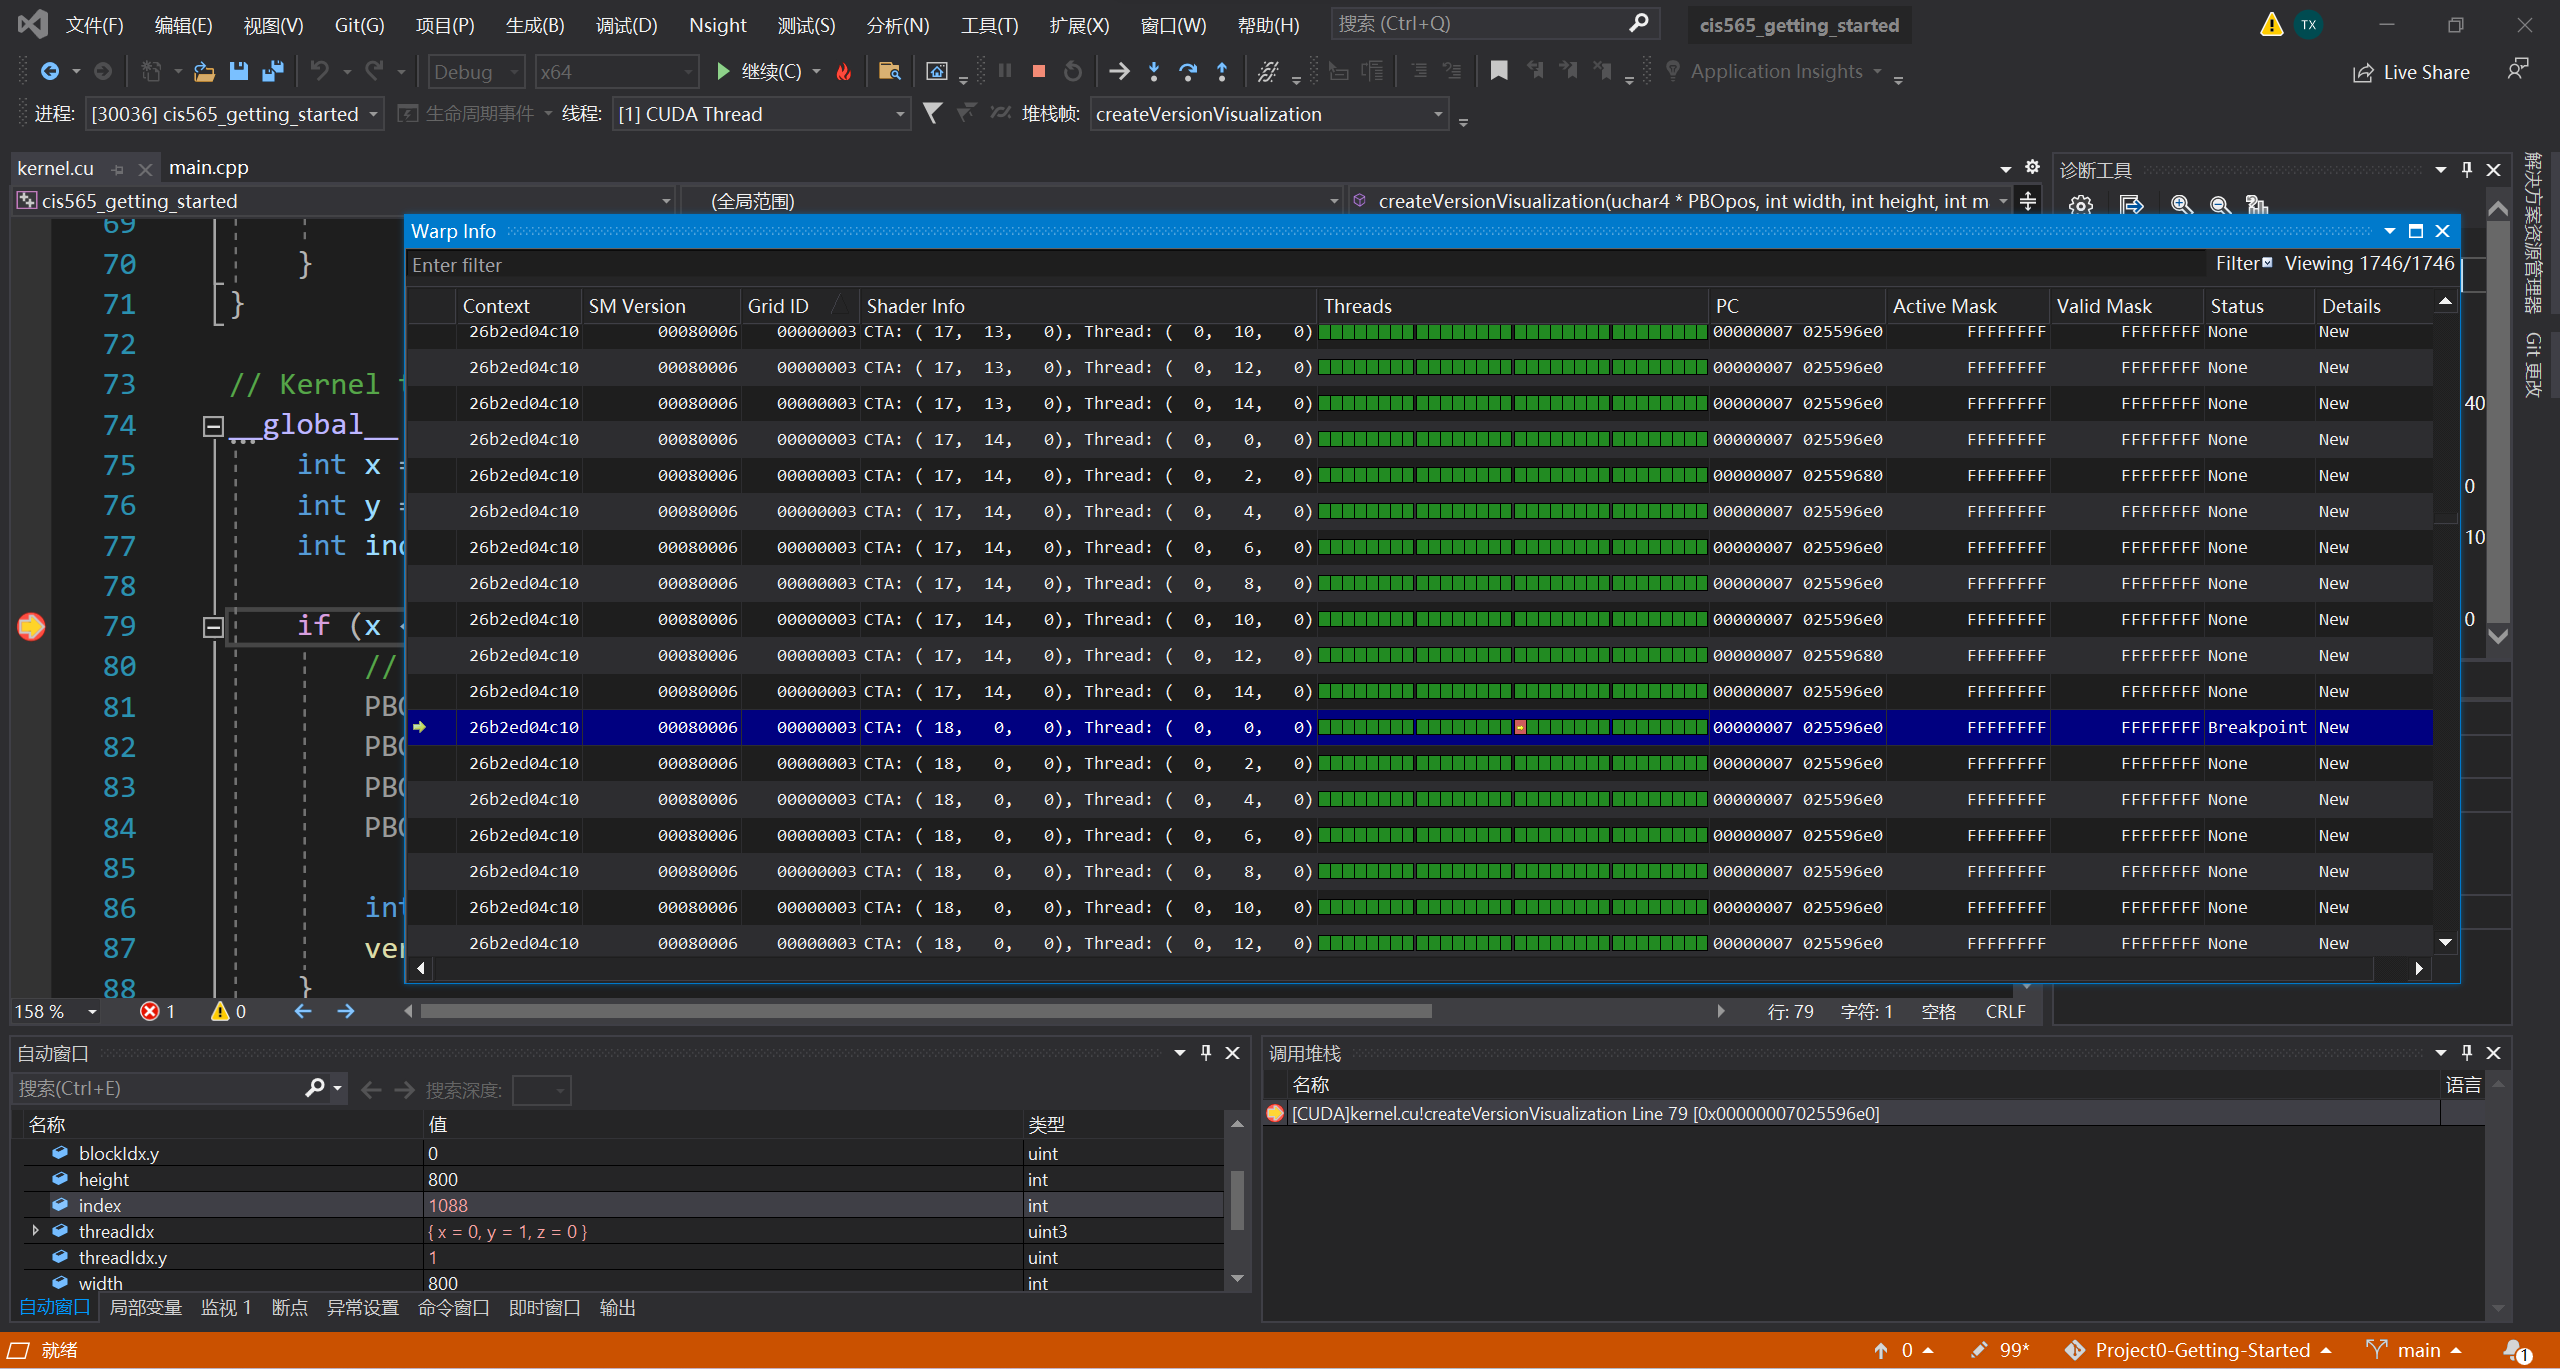 文件(F) 编辑(E) 视图(V) Git(G) 项目(P) 生成(B) 调试(D) Nsight 测试(S) 分析(N) 工具(T) 扩展(X) 窗口(W) 帮助(H) 搜索 (Ctrl+Q) cis565_getting_started TX
Debug x64 继续(C) Application Insights Live Share
进程: [30036] cis565_getting_started 生命周期事件 线程: [1] CUDA Thread 堆栈帧: createVersionVisualization
kernel.cu main.cpp
cis565_getting_started (全局范围) createVersionVisualization(uchar4 * PBOpos, int width, int height, int m
诊断工具
解决方案资源管理器
Git 更改
40
0
10
0
69
70 }
71 }
72
73 // Kernel
74 __global__
75 int x =
76 int y =
77 int
78
79 if (x <
80 //
81
82
83
84
85
86 int
87
88 }
Warp Info
Enter filter Filter Viewing 1746/1746
Context SM Version Grid ID Shader Info Threads PC Active Mask Valid Mask Status Details
26b2ed04c10 00080006 00000003 CTA: ( 17, 13, 0), Thread: ( 0, 10, 0) 00000007 025596e0 FFFFFFFF FFFFFFFF None New
26b2ed04c10 00080006 00000003 CTA: ( 17, 13, 0), Thread: ( 0, 12, 0) 00000007 025596e0 FFFFFFFF FFFFFFFF None New
26b2ed04c10 00080006 00000003 CTA: ( 17, 13, 0), Thread: ( 0, 14, 0) 00000007 025596e0 FFFFFFFF FFFFFFFF None New
26b2ed04c10 00080006 00000003 CTA: ( 17, 14, 0), Thread: ( 0, 0, 0) 00000007 025596e0 FFFFFFFF FFFFFFFF None New
26b2ed04c10 00080006 00000003 CTA: ( 17, 14, 0), Thread: ( 0, 2, 0) 00000007 02559680 FFFFFFFF FFFFFFFF None New
26b2ed04c10 00080006 00000003 CTA: ( 17, 14, 0), Thread: ( 0, 4, 0) 00000007 025596e0 FFFFFFFF FFFFFFFF None New
26b2ed04c10 00080006 00000003 CTA: ( 17, 14, 0), Thread: ( 0, 6, 0) 00000007 025596e0 FFFFFFFF FFFFFFFF None New
26b2ed04c10 00080006 00000003 CTA: ( 17, 14, 0), Thread: ( 0, 8, 0) 00000007 025596e0 FFFFFFFF FFFFFFFF None New
26b2ed04c10 00080006 00000003 CTA: ( 17, 14, 0), Thread: ( 0, 10, 0) 00000007 025596e0 FFFFFFFF FFFFFFFF None New
26b2ed04c10 00080006 00000003 CTA: ( 17, 14, 0), Thread: ( 0, 12, 0) 00000007 02559680 FFFFFFFF FFFFFFFF None New
26b2ed04c10 00080006 00000003 CTA: ( 17, 14, 0), Thread: ( 0, 14, 0) 00000007 025596e0 FFFFFFFF FFFFFFFF None New
26b2ed04c10 00080006 00000003 CTA: ( 18, 0, 0), Thread: ( 0, 0, 0) 00000007 025596e0 FFFFFFFF FFFFFFFF Breakpoint New
26b2ed04c10 00080006 00000003 CTA: ( 18, 0, 0), Thread: ( 0, 2, 0) 00000007 025596e0 FFFFFFFF FFFFFFFF None New
26b2ed04c10 00080006 00000003 CTA: ( 18, 0, 0), Thread: ( 0, 4, 0) 00000007 025596e0 FFFFFFFF FFFFFFFF None New
26b2ed04c10 00080006 00000003 CTA: ( 18, 0, 0), Thread: ( 0, 6, 0) 00000007 025596e0 FFFFFFFF FFFFFFFF None New
26b2ed04c10 00080006 00000003 CTA: ( 18, 0, 0), Thread: ( 0, 8, 0) 00000007 025596e0 FFFFFFFF FFFFFFFF None New
26b2ed04c10 00080006 00000003 CTA: ( 18, 0, 0), Thread: ( 0, 10, 0) 00000007 025596e0 FFFFFFFF FFFFFFFF None New
26b2ed04c10 00080006 00000003 CTA: ( 18, 0, 0), Thread: ( 0, 12, 0) 00000007 025596e0 FFFFFFFF FFFFFFFF None New
158 % 1 0 行: 79 字符: 1 空格 CRLF
自动窗口
搜索(Ctrl+E) 搜索深度:
名称 值 类型
blockIdx.y 0 uint
height 800 int
index 1088 int
threadIdx { x = 0, y = 1, z = 0 } uint3
threadIdx.y 1 uint
width 800 int
自动窗口 局部变量 监视 1 断点 异常设置 命令窗口 即时窗口 输出
调用堆栈
名称 语言
[CUDA]kernel.cu!createVersionVisualization Line 79 [0x00000007025596e0]
就绪 0 99* Project0-Getting-Started main 1